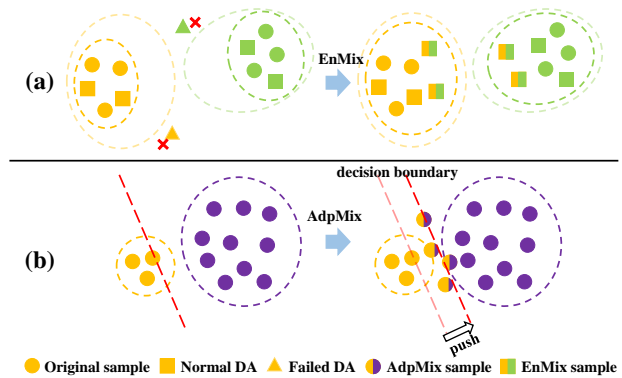 (a)
EnMix
decision boundary
AdpMix
(b)
push
Original sample
Normal DA
Failed DA
AdpMix sample
EnMix sample